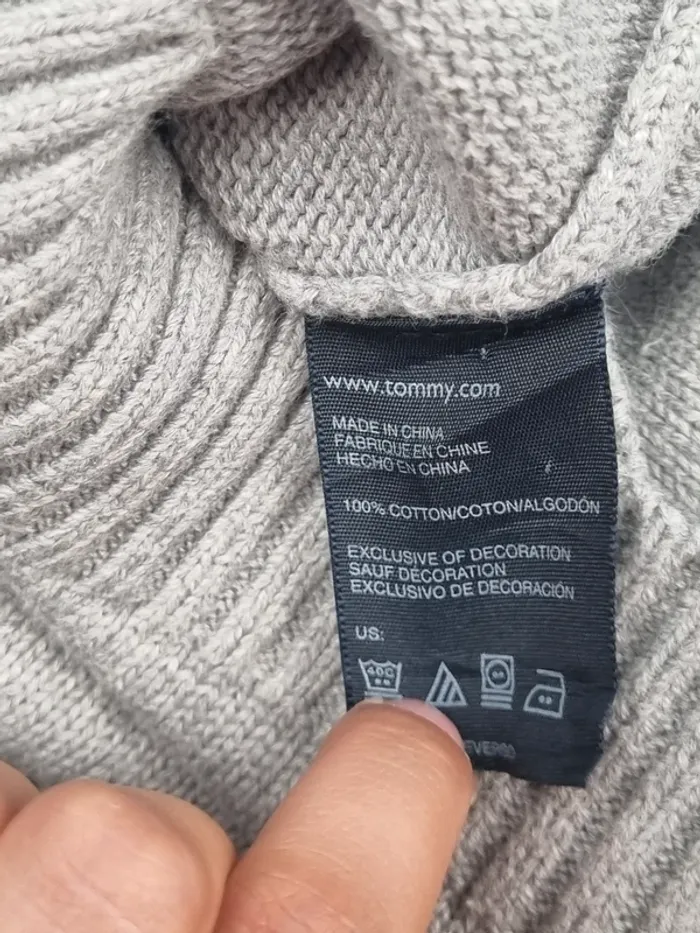 www.tommy.com
MADE IN CHINA
FABRIQUE EN CHINE
HECHO EN CHINA
100% COTTON/COTON/ALGODÓN
EXCLUSIVE OF DECORATION
SAUF DÉCORATION
EXCLUSIVO DE DECORACIÓN
US:
40C